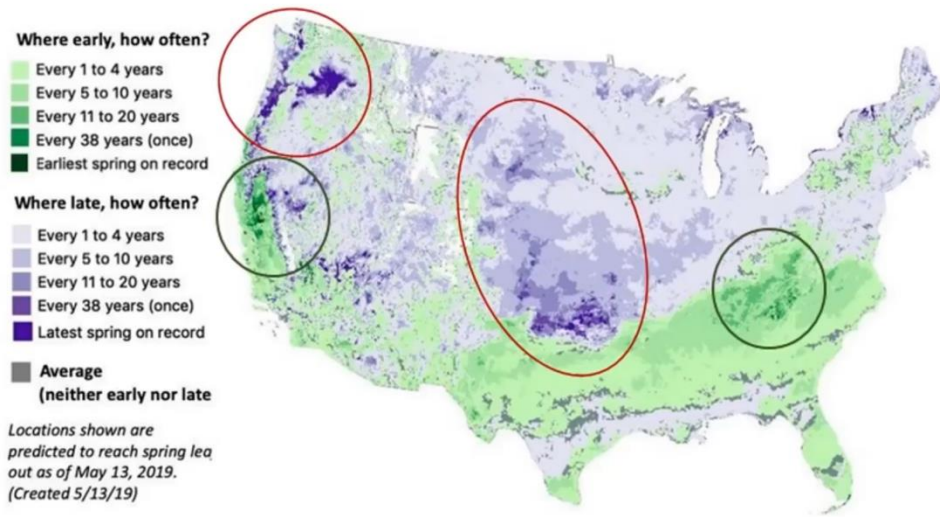 Where early, how often?
Every 1 to 4 years
Every 5 to 10 years
Every 11 to 20 years
Every 38 years (once)
Earliest spring on record
Where late, how often?
Every 1 to 4 years
Every 5 to 10 years
Every 11 to 20 years
Every 38 years (once)
Latest spring on record
Average
(neither early nor late
Locations shown are
predicted to reach spring lea
out as of May 13, 2019.
(Created 5/13/19)